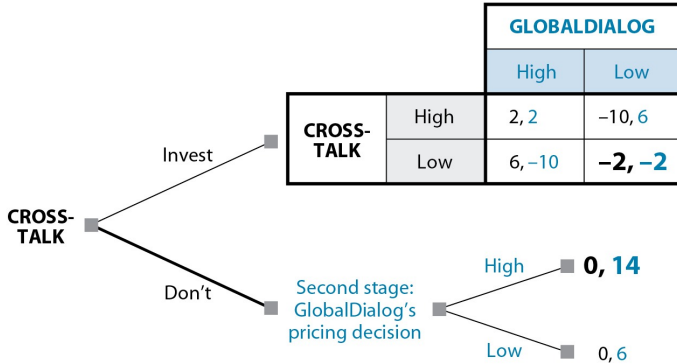 GLOBALDIALOG
High Low
CROSS-
TALK
High 2, 2 –10, 6
Low 6, –10 –2, –2
Invest
CROSS-
TALK
Don’t
Second stage:
GlobalDialog’s
pricing decision
High 0, 14
Low 0, 6